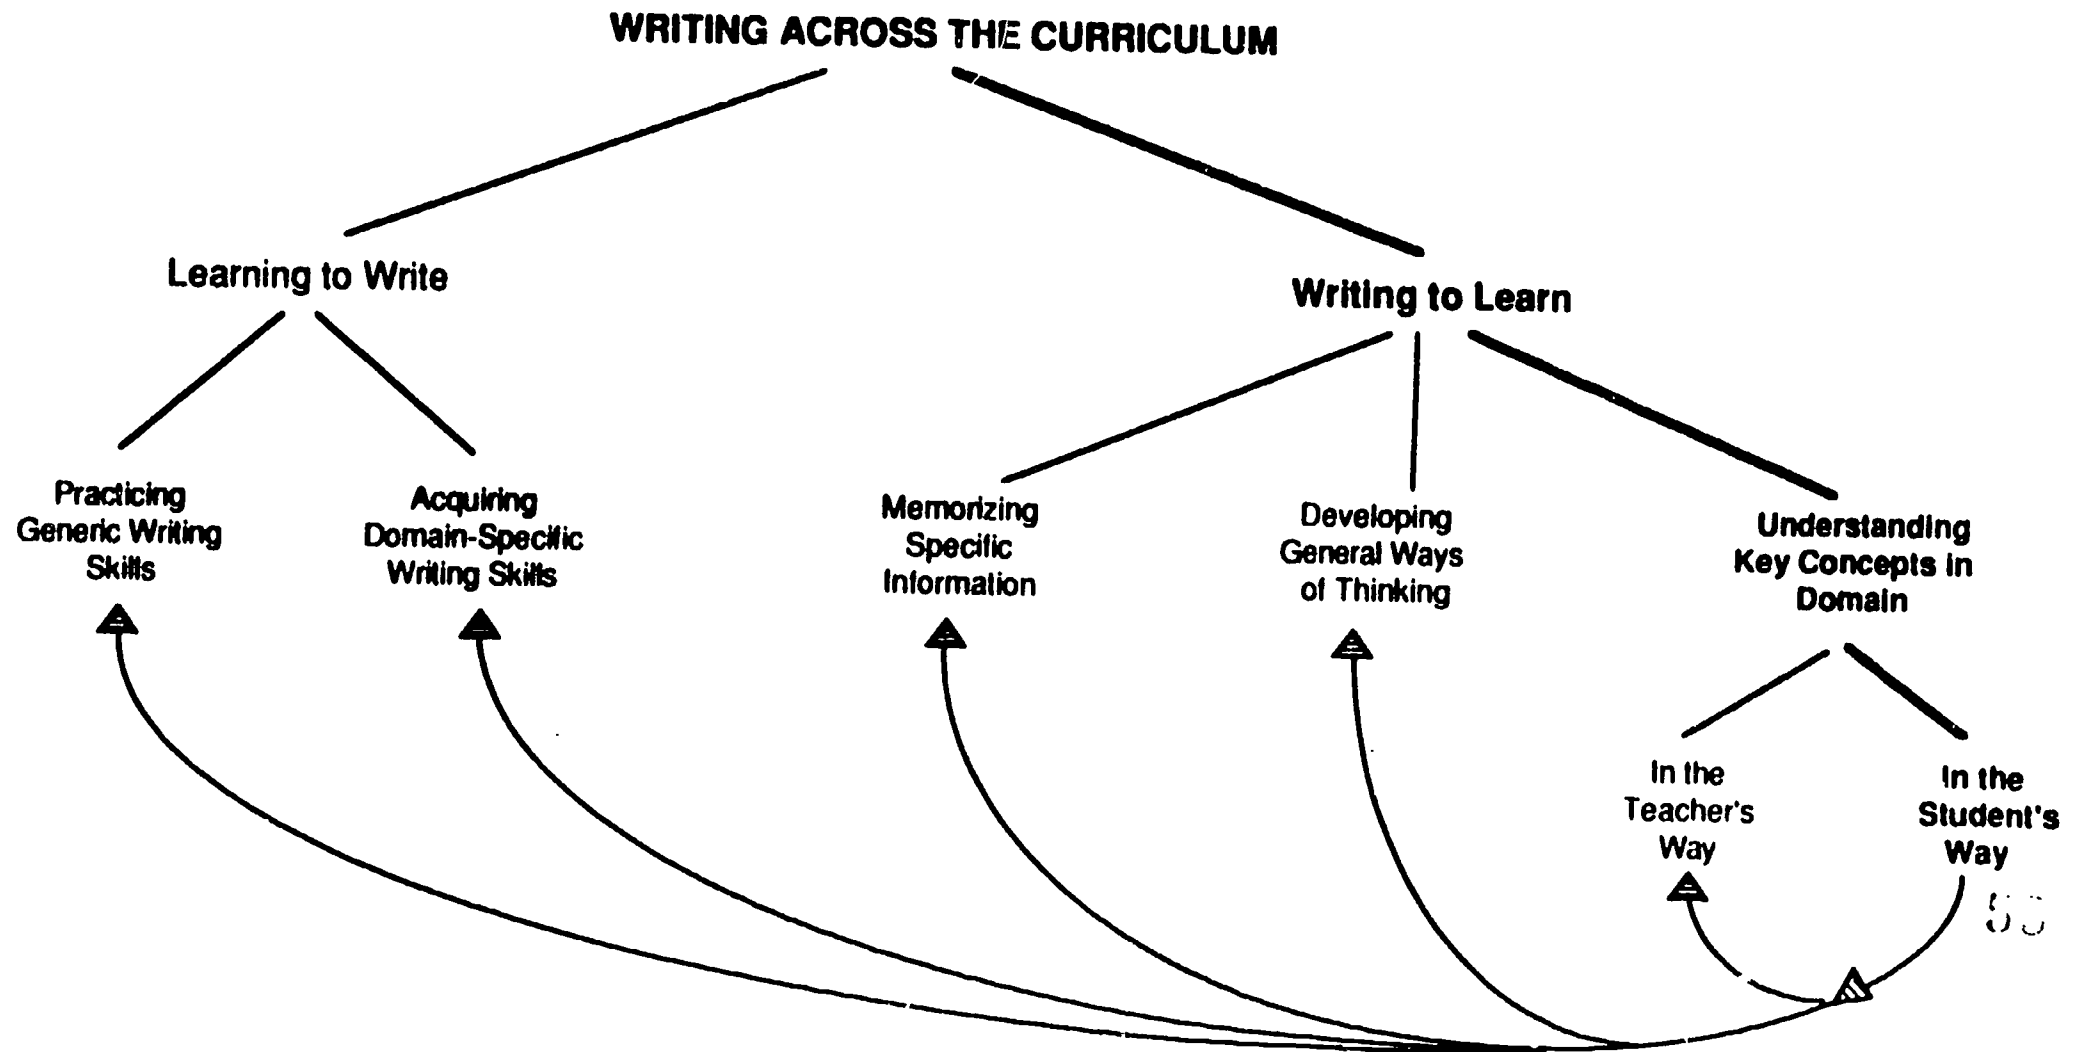 WRITING ACROSS THE CURRICULUM
Learning to Write
Writing to Learn
Practicing
Generic Writing
Skills
Acquiring
Domain-Specific
Writing Skills
Memorizing
Specific
Information
Developing
General Ways
of Thinking
Understanding
Key Concepts in
Domain
In the
Teacher's
Way
In the
Student's
Way